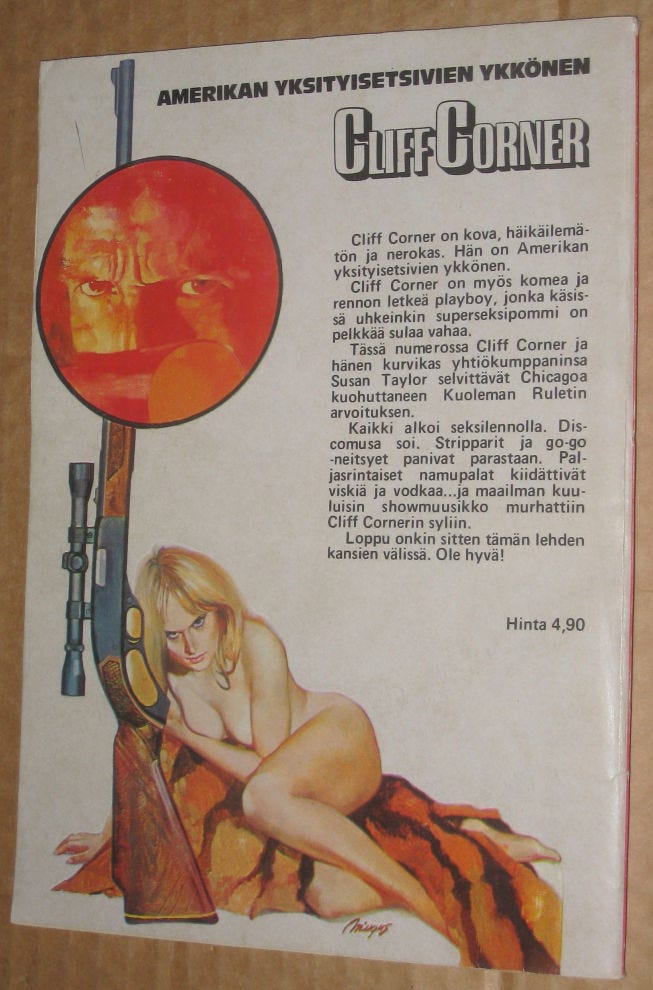 AMERIKAN YKSITYISETSIVIEN YKKÖNEN
CLIFF CORNER
Cliff Corner on kova, häikäilemä-
tön ja nerokas. Hän on Amerikan
yksityisetsivien ykkönen.
Cliff Corner on myös komea ja
rennon letkeä playboy, jonka käsis-
sä uhkeinkin superseksipommi on
pelkkää sulaa vahaa.
Tässä numerossa Cliff Corner ja
hänen kurvikas yhtiökumppaninsa
Susan Taylor selvittävät Chicagoa
kuohuttaneen Kuoleman Ruletin
arvoituksen.
Kaikki alkoi seksilennolla. Dis-
comusa soi. Stripparit ja go-go
-neitsyet panivat parastaan. Pal-
jasrintaiset namupalat kiidättivät
viskiä ja vodkaa...ja maailman kuu-
luisin showmuusikko murhattiin
Cliff Cornerin syliin.
Loppu onkin sitten tämän lehden
kansien välissä. Ole hyvä!
Hinta 4,90